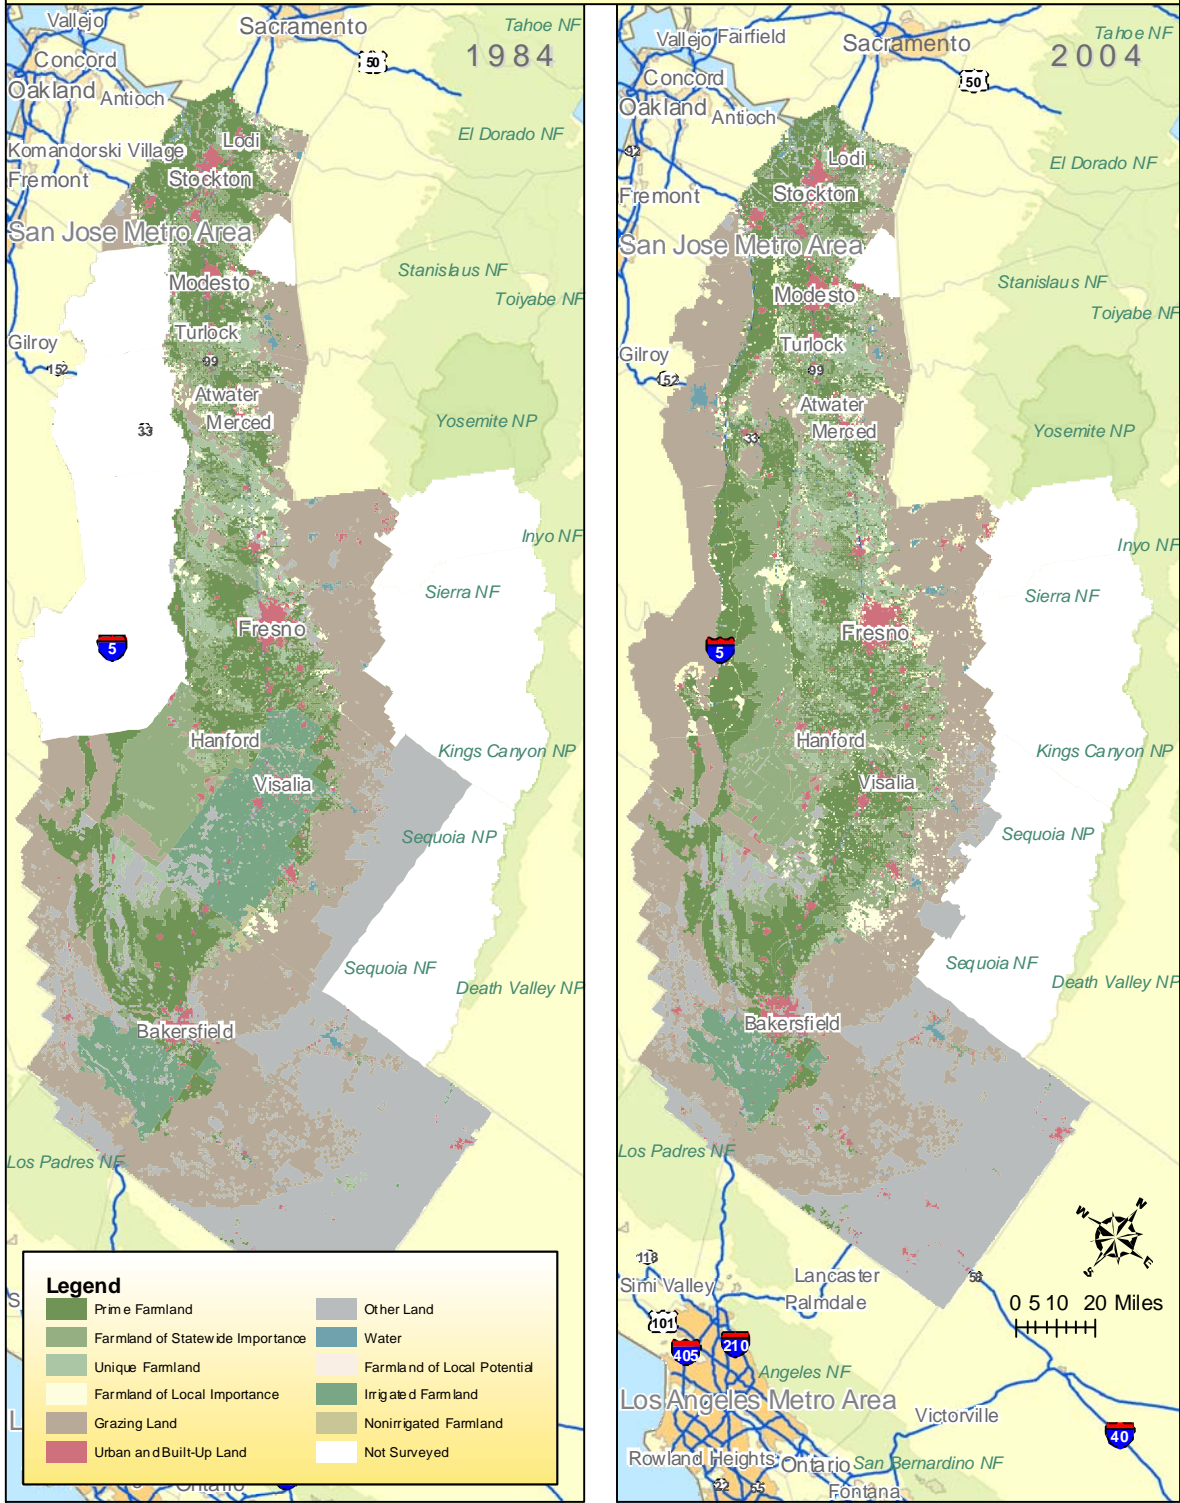 Vallejo
Sacramento
Tahoe NF
1984
50
Concord
Oakland
Antioch
El Dorado NF
Lodi
Komandorski Village
Fremont
Stockton
San Jose Metro Area
Stanislaus NF
Modesto
Toiyabe NF
Turlock
Gilroy
152
99
Atwater
Merced
Yosemite NP
33
Inyo NF
Sierra NF
Fresno
5
Hanford
Kings Canyon NP
Visalia
Sequoia NP
Sequoia NF
Death Valley NP
Bakersfield
Los Padres NF
Legend
Prime Farmland
Farmland of Statewide Importance
Unique Farmland
Farmland of Local Importance
Grazing Land
Urban and Built-Up Land
Other Land
Water
Farmland of Local Potential
Irrigated Farmland
Nonirrigated Farmland
Not Surveyed
S
L
Ontario
Vallejo
Fairfield
Sacramento
Tahoe NF
2004
50
Concord
Oakland
Antioch
92
Lodi
El Dorado NF
Fremont
Stockton
San Jose Metro Area
Stanislaus NF
Modesto
Toiyabe NF
Turlock
Gilroy
152
99
Atwater
Merced
Yosemite NP
33
Inyo NF
Sierra NF
Fresno
5
Hanford
Kings Canyon NP
Visalia
Sequoia NP
Sequoia NF
Death Valley NP
Bakersfield
Los Padres NF
N
W
E
S
118
Simi Valley
Lancaster
Palmdale
58
0 5 10 20 Miles
101
405
210
Angeles NF
Los Angeles Metro Area
Victorville
40
Rowland Heights
Ontario
San Bernardino NF
22
55
Fontana